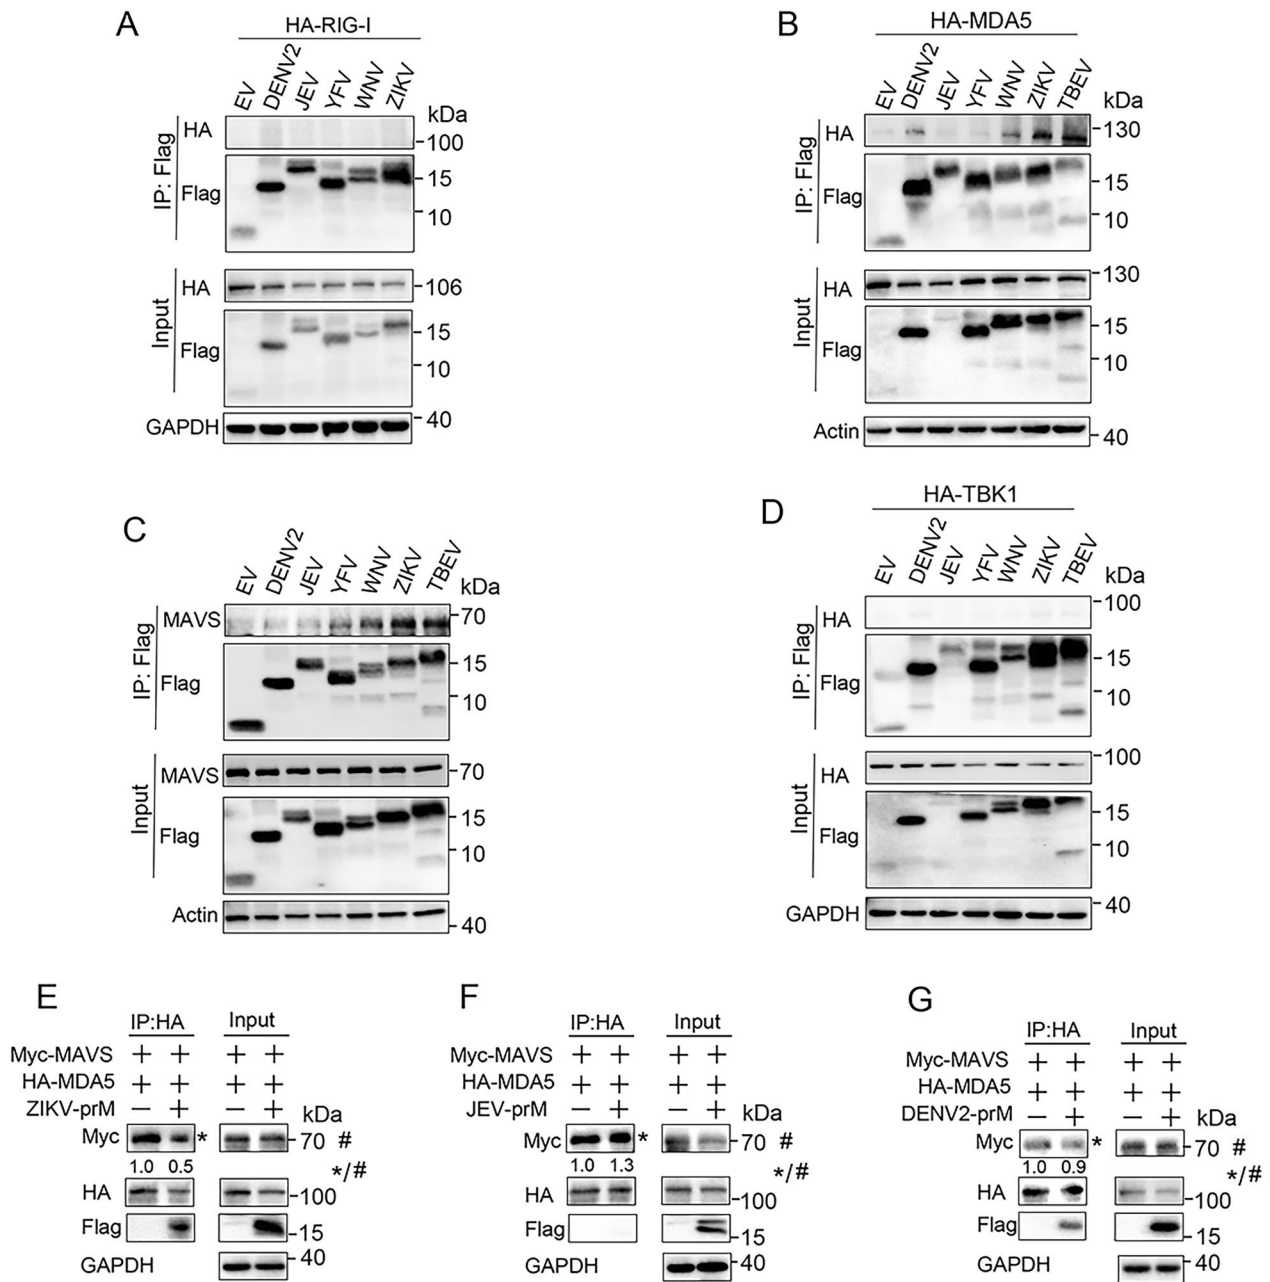 A
HA-RIG-I
EV DENV2 JEV YFV WNV ZIKV
kDa
IP: Flag
HA
100
Flag
15
10
Input
HA
106
Flag
15
10
GAPDH
40
B
HA-MDA5
EV DENV2 JEV YFV WNV ZIKV TBEV
kDa
IP: Flag
HA
130
Flag
15
10
Input
HA
130
Flag
15
10
Actin
40
C
EV DENV2 JEV YFV WNV ZIKV TBEV
kDa
IP: Flag
MAVS
70
Flag
15
10
Input
MAVS
70
Flag
15
10
Actin
40
D
HA-TBK1
EV DENV2 JEV YFV WNV ZIKV TBEV
kDa
IP: Flag
HA
100
Flag
15
10
Input
HA
100
Flag
15
10
GAPDH
40
E
IP:HA Input
Myc-MAVS + + + +
HA-MDA5 + + + +
ZIKV-prM − + − + kDa
Myc * 70 #
1.0 0.5 */#
HA 100
Flag 15
GAPDH 40
F
IP:HA Input
Myc-MAVS + + + +
HA-MDA5 + + + +
JEV-prM − + − + kDa
Myc * 70 #
1.0 1.3 */#
HA 100
Flag 15
GAPDH 40
G
IP:HA Input
Myc-MAVS + + + +
HA-MDA5 + + + +
DENV2-prM − + − + kDa
Myc * 70 #
1.0 0.9 */#
HA 100
Flag 15
GAPDH 40